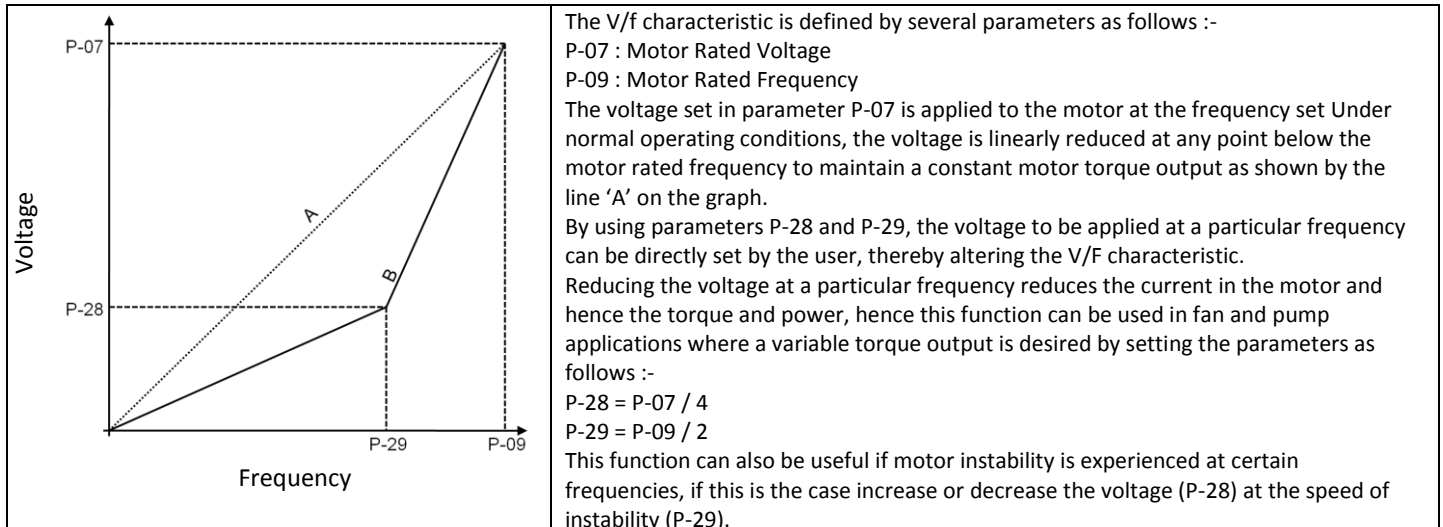 P-07
A
Voltage
B
P-28
P-29
P-09
Frequency
The V/f characteristic is defined by several parameters as follows :-
P-07 : Motor Rated Voltage
P-09 : Motor Rated Frequency
The voltage set in parameter P-07 is applied to the motor at the frequency set Under
normal operating conditions, the voltage is linearly reduced at any point below the
motor rated frequency to maintain a constant motor torque output as shown by the
line ‘A’ on the graph.
By using parameters P-28 and P-29, the voltage to be applied at a particular frequency
can be directly set by the user, thereby altering the V/F characteristic.
Reducing the voltage at a particular frequency reduces the current in the motor and
hence the torque and power, hence this function can be used in fan and pump
applications where a variable torque output is desired by setting the parameters as
follows :-
P-28 = P-07 / 4
P-29 = P-09 / 2
This function can also be useful if motor instability is experienced at certain
frequencies, if this is the case increase or decrease the voltage (P-28) at the speed of
instability (P-29).